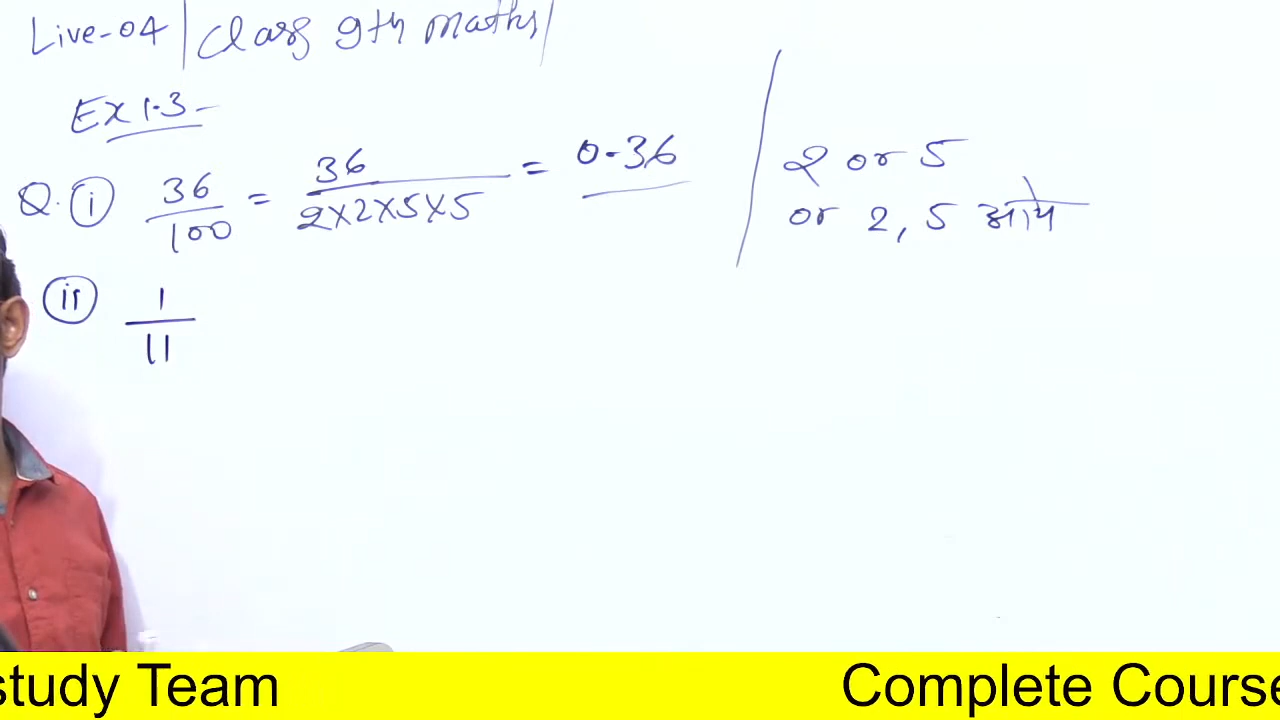 Live-04 | Class 9th maths |
Ex 1.3 -
Q. (i) 36/100 = 36/2×2×5×5 = 0.36
2 or 5
or 2, 5 आये
(ii) 1/11
study Team Complete Course